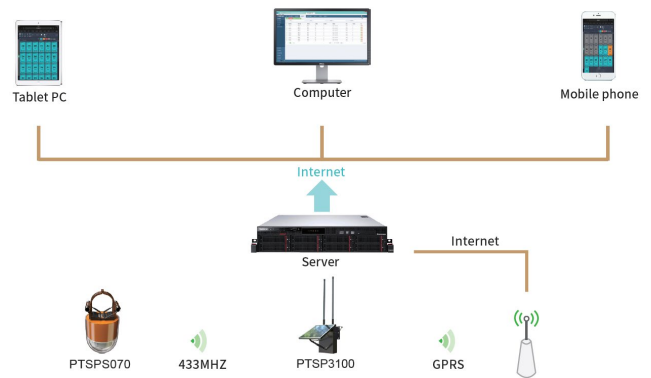 Tablet PC
Computer
Mobile phone
Internet
Internet
Server
PTSPS070
433MHZ
PTSP3100
GPRS